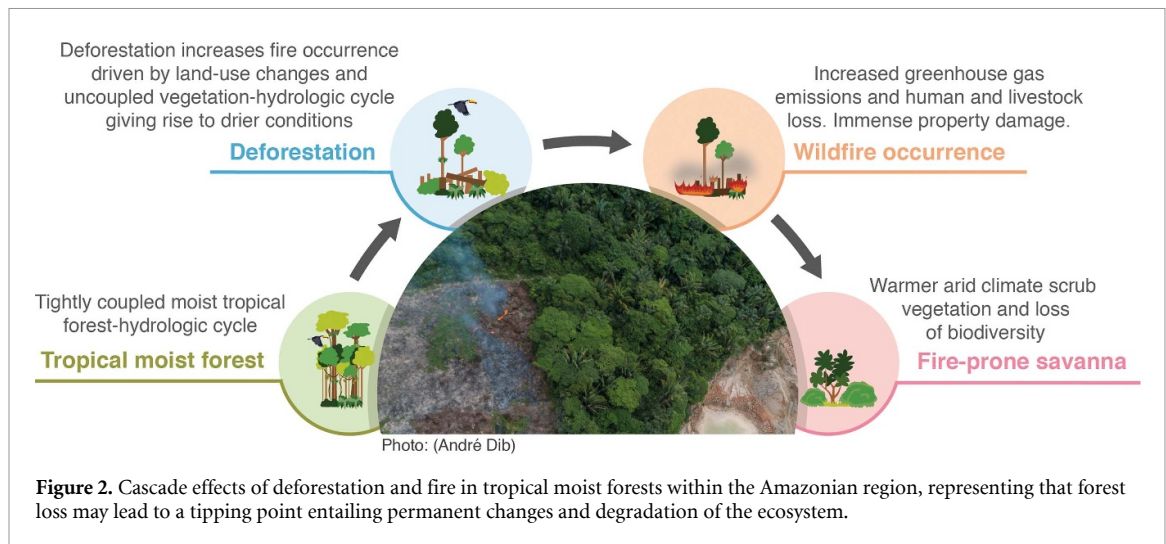 Deforestation increases fire occurrence
driven by land-use changes and
uncoupled vegetation-hydrologic cycle
giving rise to drier conditions
Deforestation
Increased greenhouse gas
emissions and human and livestock
loss. Immense property damage.
Wildfire occurrence
Tightly coupled moist tropical
forest-hydrologic cycle
Tropical moist forest
Warmer arid climate scrub
vegetation and loss
of biodiversity
Fire-prone savanna
Photo: (André Dib)
Figure 2. Cascade effects of deforestation and fire in tropical moist forests within the Amazonian region, representing that forest
loss may lead to a tipping point entailing permanent changes and degradation of the ecosystem.